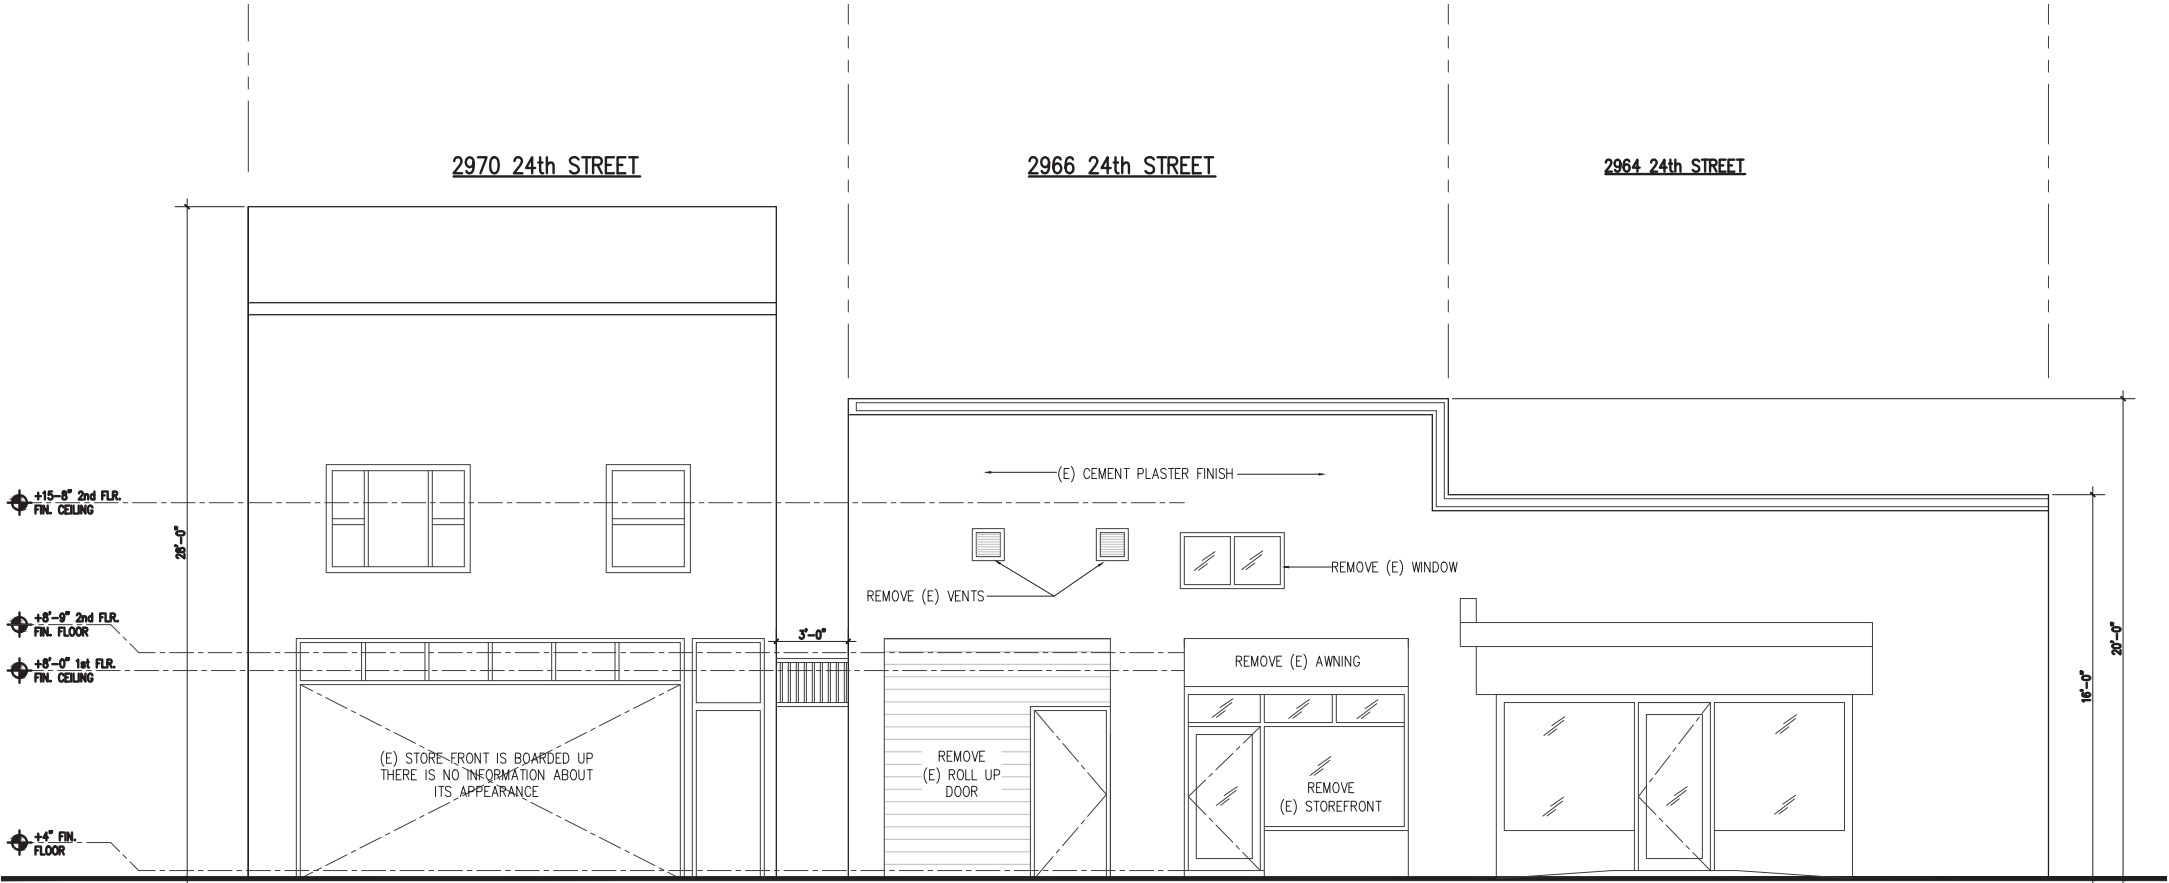 2970 24th STREET
2966 24th STREET
2964 24th STREET
(E) CEMENT PLASTER FINISH
+15-8" 2nd FLR.
FIN. CEILING
28'-0"
REMOVE (E) WINDOW
REMOVE (E) VENTS
+8'-9" 2nd FLR.
FIN. FLOOR
3'-0"
20'-0"
+8'-0" 1st FLR.
FIN. CEILING
REMOVE (E) AWNING
16'-0"
(E) STORE FRONT IS BOARDED UP
THERE IS NO INFORMATION ABOUT
ITS APPEARANCE
REMOVE
(E) ROLL UP
DOOR
REMOVE
(E) STOREFRONT
+4" FIN.
FLOOR